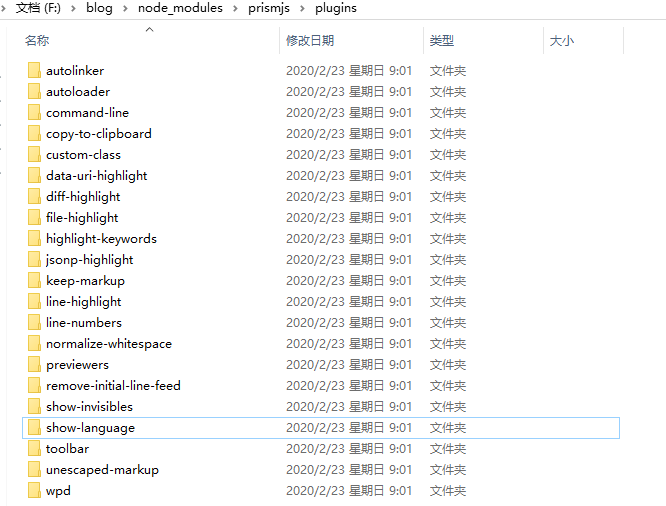 文档 (F:) > blog > node_modules > prismjs > plugins
名称 修改日期 类型 大小
autolinker 2020/2/23 星期日 9:01 文件夹
autoloader 2020/2/23 星期日 9:01 文件夹
command-line 2020/2/23 星期日 9:01 文件夹
copy-to-clipboard 2020/2/23 星期日 9:01 文件夹
custom-class 2020/2/23 星期日 9:01 文件夹
data-uri-highlight 2020/2/23 星期日 9:01 文件夹
diff-highlight 2020/2/23 星期日 9:01 文件夹
file-highlight 2020/2/23 星期日 9:01 文件夹
highlight-keywords 2020/2/23 星期日 9:01 文件夹
jsonp-highlight 2020/2/23 星期日 9:01 文件夹
keep-markup 2020/2/23 星期日 9:01 文件夹
line-highlight 2020/2/23 星期日 9:01 文件夹
line-numbers 2020/2/23 星期日 9:01 文件夹
normalize-whitespace 2020/2/23 星期日 9:01 文件夹
previewers 2020/2/23 星期日 9:01 文件夹
remove-initial-line-feed 2020/2/23 星期日 9:01 文件夹
show-invisibles 2020/2/23 星期日 9:01 文件夹
show-language 2020/2/23 星期日 9:01 文件夹
toolbar 2020/2/23 星期日 9:01 文件夹
unescaped-markup 2020/2/23 星期日 9:01 文件夹
wpd 2020/2/23 星期日 9:01 文件夹